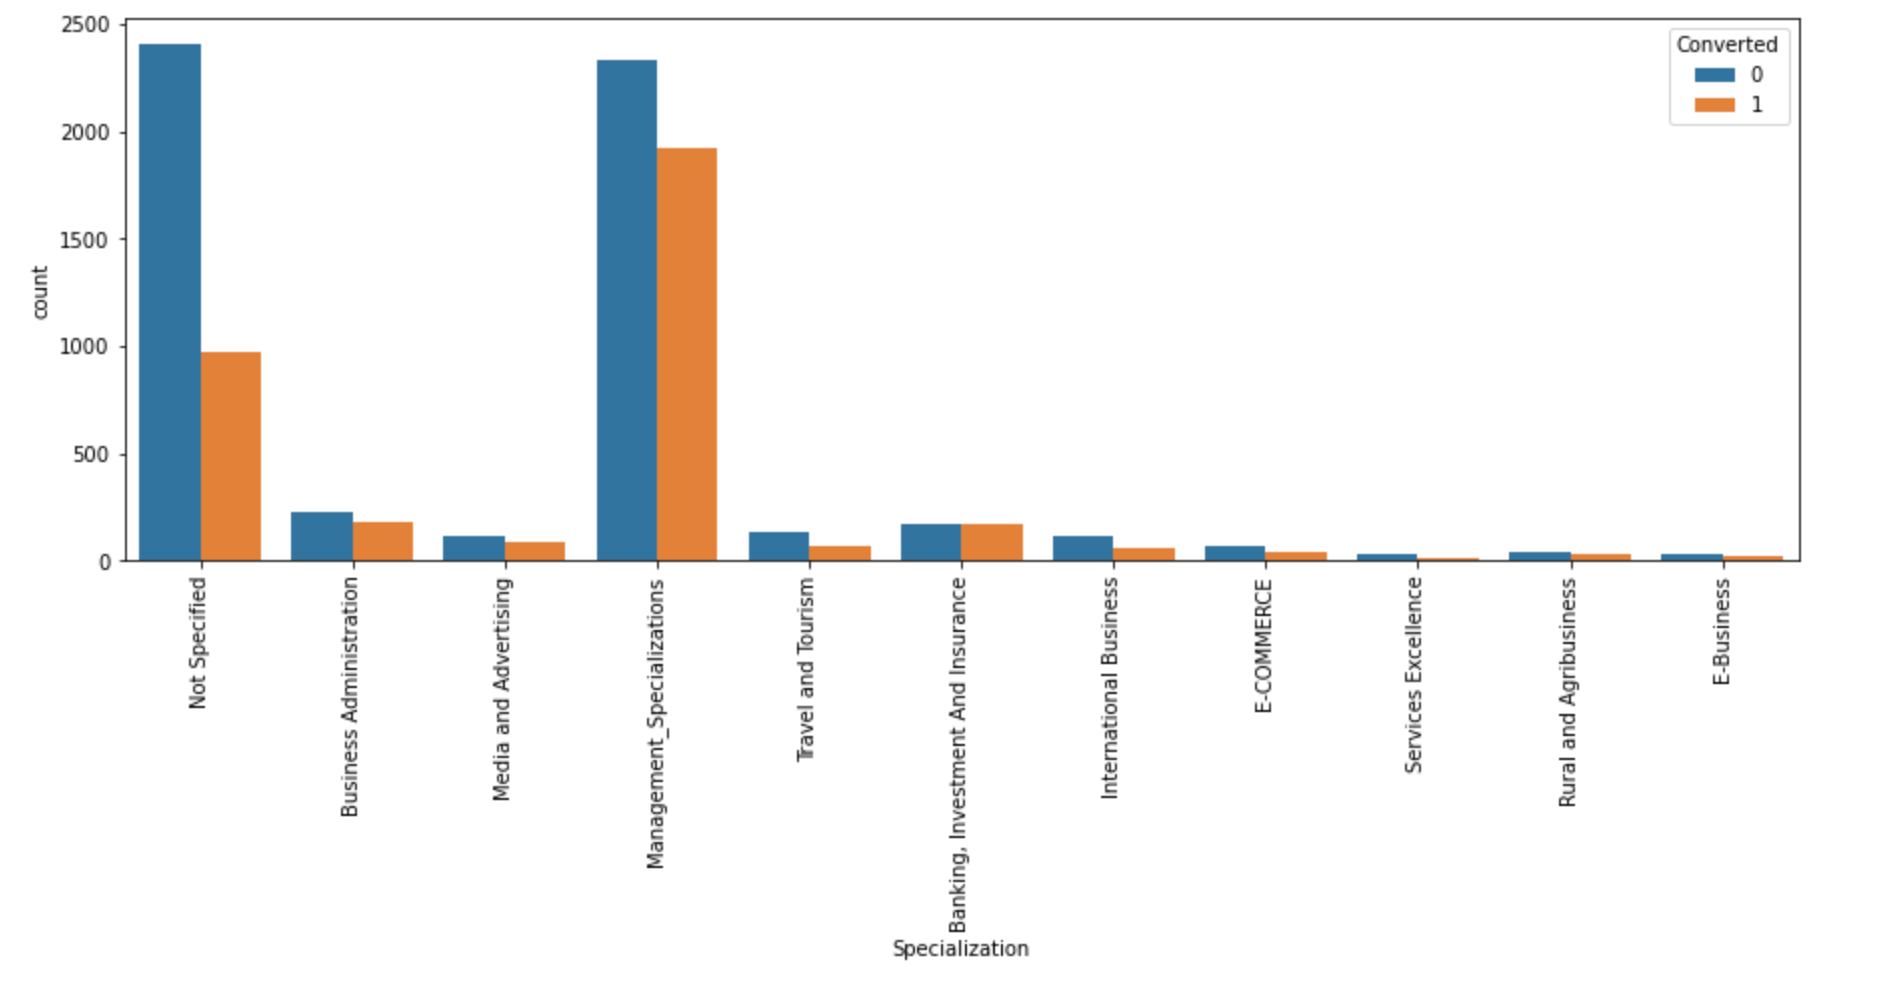 2500
2000
1500
1000
500
0
count
Converted
0
1
Not Specified
Business Administration
Media and Advertising
Management_Specializations
Travel and Tourism
Banking, Investment And Insurance
International Business
E-COMMERCE
Services Excellence
Rural and Agribusiness
E-Business
Specialization